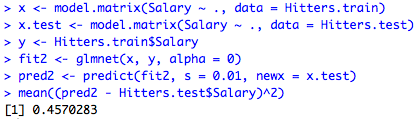 > x <- model.matrix(Salary ~ ., data = Hitters.train)
> x.test <- model.matrix(Salary ~ ., data = Hitters.test)
> y <- Hitters.train$Salary
> fit2 <- glmnet(x, y, alpha = 0)
> pred2 <- predict(fit2, s = 0.01, newx = x.test)
> mean((pred2 - Hitters.test$Salary)^2)
[1] 0.4570283